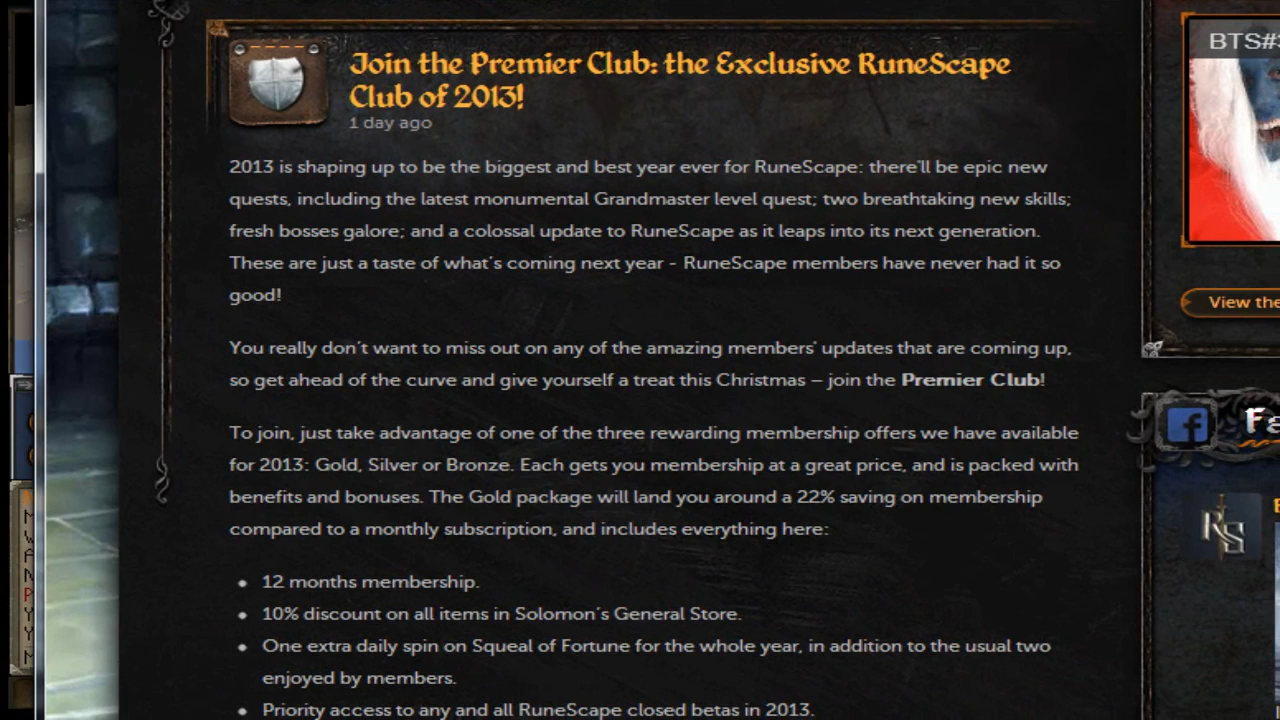 Join the Premier Club: the Exclusive RuneScape
Club of 2013!
1 day ago
2013 is shaping up to be the biggest and best year ever for RuneScape: there'll be epic new
quests, including the latest monumental Grandmaster level quest; two breathtaking new skills;
fresh bosses galore; and a colossal update to RuneScape as it leaps into its next generation.
These are just a taste of what's coming next year - RuneScape members have never had it so
good!
You really don't want to miss out on any of the amazing members' updates that are coming up,
so get ahead of the curve and give yourself a treat this Christmas – join the Premier Club!
To join, just take advantage of one of the three rewarding membership offers we have available
for 2013: Gold, Silver or Bronze. Each gets you membership at a great price, and is packed with
benefits and bonuses. The Gold package will land you around a 22% saving on membership
compared to a monthly subscription, and includes everything here:
• 12 months membership.
• 10% discount on all items in Solomon's General Store.
• One extra daily spin on Squeal of Fortune for the whole year, in addition to the usual two
enjoyed by members.
• Priority access to any and all RuneScape closed betas in 2013.
BTS#
View the
f
Fa
RS